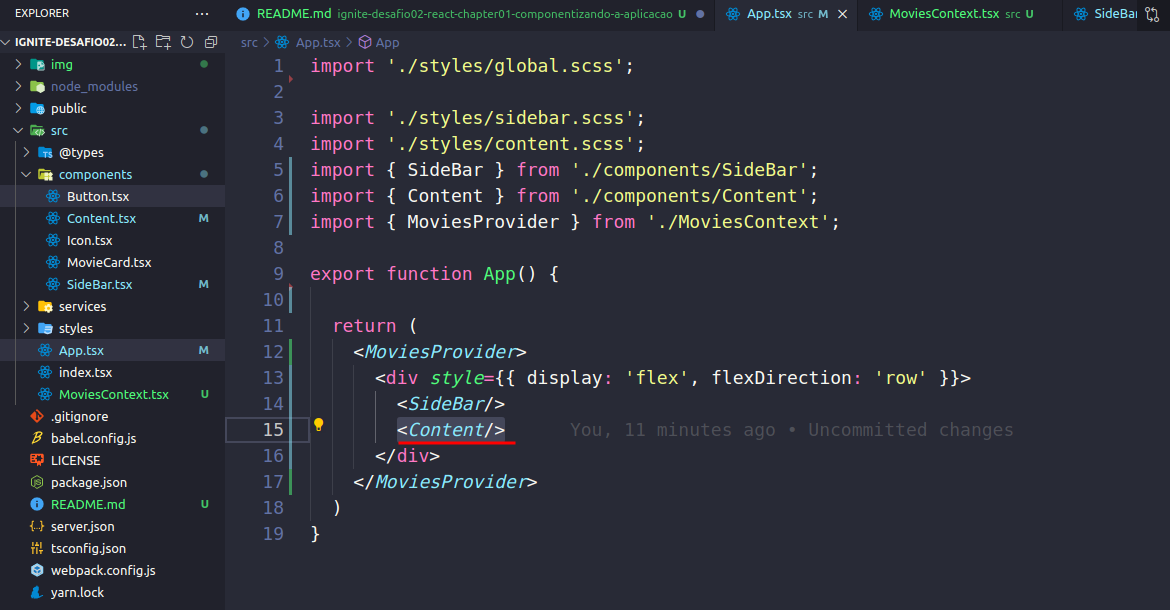 EXPLORER ...
README.md ignite-desafio02-react-chapter01-componentizando-a-aplicacao U
App.tsx src M
MoviesContext.tsx src U
IGNITE-DESAFIO02...
src > App.tsx > App
img
node_modules
public
src
@types
components
Button.tsx
Content.tsx M
Icon.tsx
MovieCard.tsx
SideBar.tsx M
services
styles
App.tsx M
index.tsx
MoviesContext.tsx U
.gitignore
babel.config.js
LICENSE
package.json
README.md U
server.json
tsconfig.json
webpack.config.js
yarn.lock
1 import './styles/global.scss';
2
3 import './styles/sidebar.scss';
4 import './styles/content.scss';
5 import { SideBar } from './components/SideBar';
6 import { Content } from './components/Content';
7 import { MoviesProvider } from './MoviesContext';
8
9 export function App() {
10
11 return (
12 <MoviesProvider>
13 <div style={{ display: 'flex', flexDirection: 'row' }}>
14 <SideBar/>
15 <Content/> You, 11 minutes ago • Uncommitted changes
16 </div>
17 </MoviesProvider>
18 )
19 }